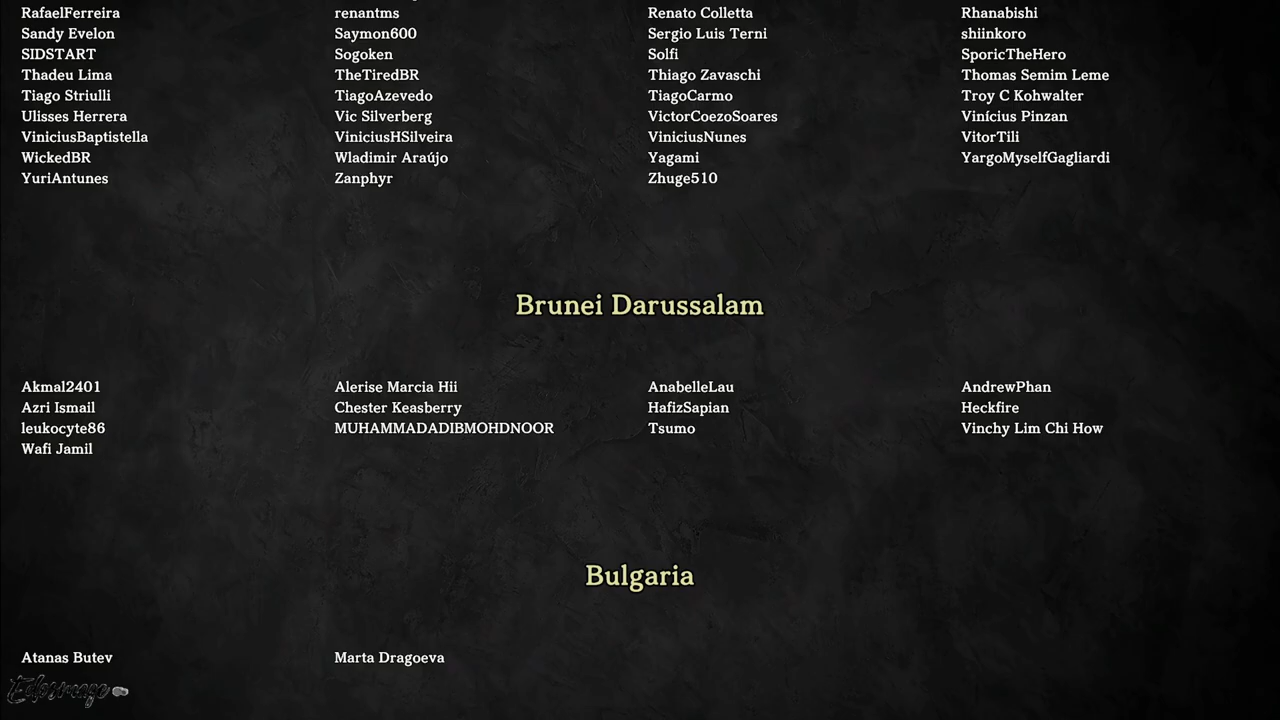 RafaelFerreira renantms Renato Colletta Rhanabishi
Sandy Evelon Saymon600 Sergio Luis Terni shiinkoro
SIDSTART Sogoken Solfi SporicTheHero
Thadeu Lima TheTiredBR Thiago Zavaschi Thomas Semim Leme
Tiago Striulli TiagoAzevedo TiagoCarmo Troy C Kohwalter
Ulisses Herrera Vic Silverberg VictorCoezoSoares Vinícius Pinzan
ViniciusBaptistella ViniciusHSilveira ViniciusNunes VitorTili
WickedBR Wladimir Araújo Yagami YargoMyselfGagliardi
YuriAntunes Zanphyr Zhuge510
Brunei Darussalam
Akmal2401 Alerise Marcia Hii AnabelleLau AndrewPhan
Azri Ismail Chester Keasberry HafizSapian Heckfire
leukocyte86 MUHAMMADADIBMOHDNOOR Tsumo Vinchy Lim Chi How
Wafi Jamil
Bulgaria
Atanas Butev Marta Dragoeva